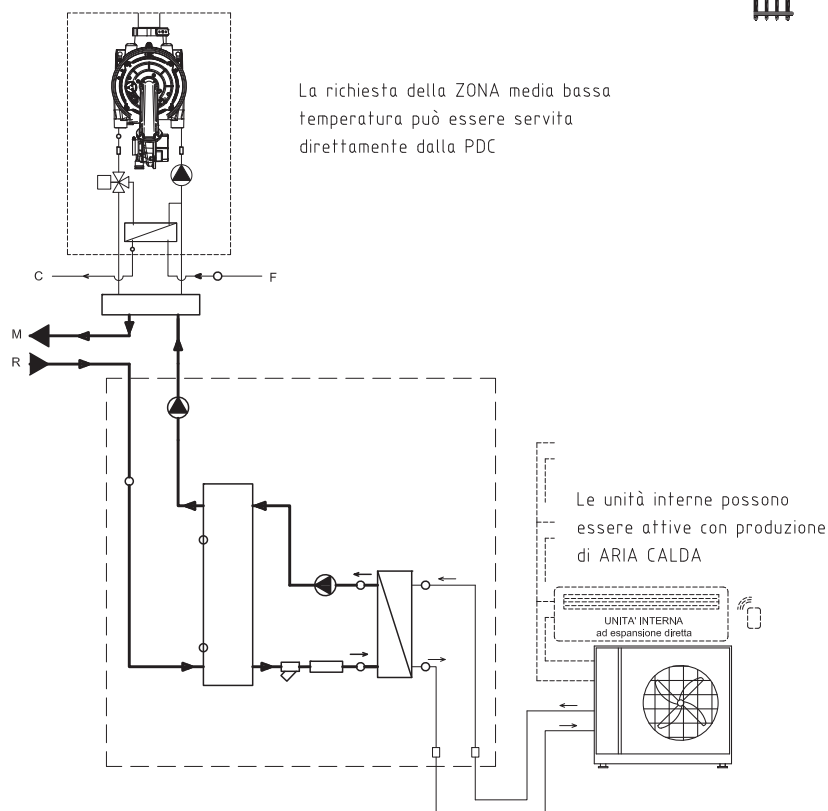 La richiesta della ZONA media bassa
temperatura può essere servita
direttamente dalla PDC
C
F
M
R
Le unità interne possono
essere attive con produzione
di ARIA CALDA
UNITA' INTERNA
ad espansione diretta